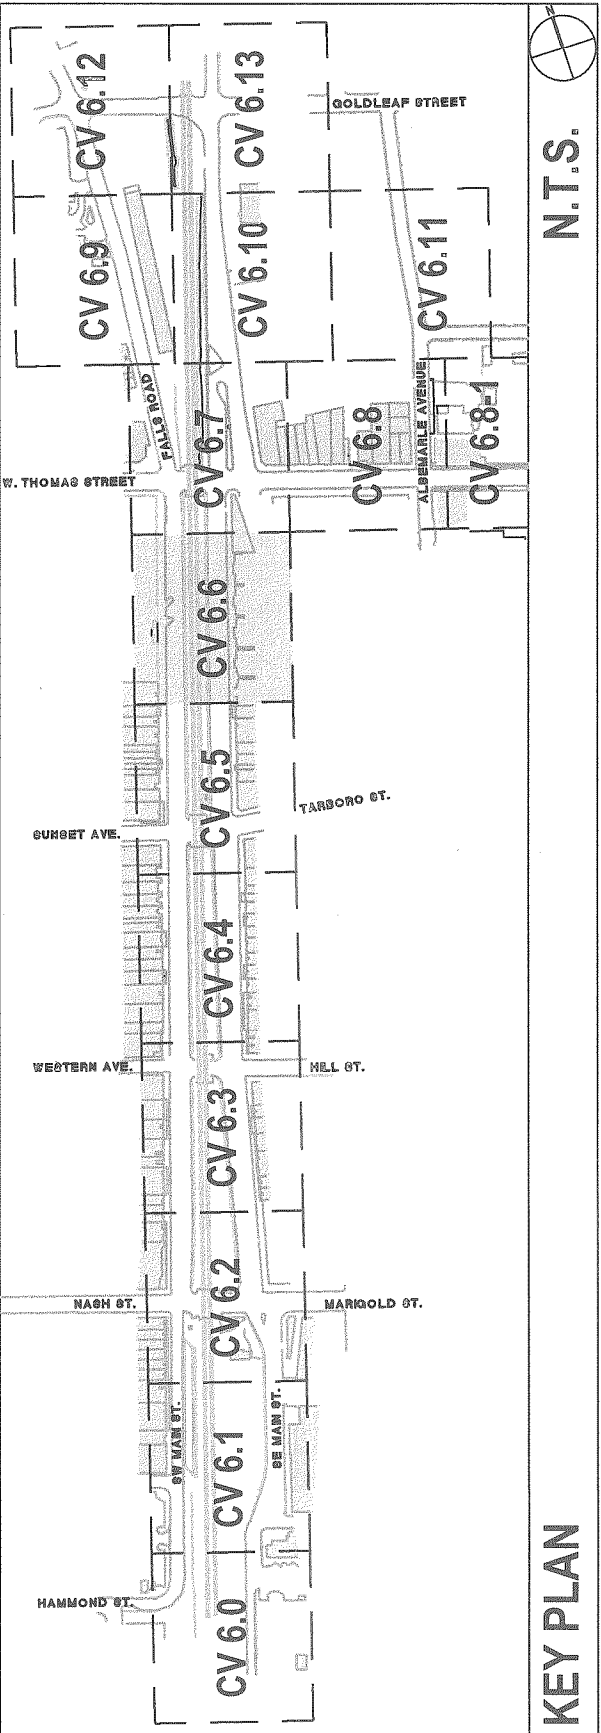 N
N.T.S.
CV 6.12
CV 6.13
GOLDLEAF STREET
CV 6.9
CV 6.10
CV 6.11
FALLS ROAD
CV 6.7
CV 6.8
ALBEMARLE AVENUE
CV 6.8-1
W. THOMAS STREET
CV 6.6
CV 6.5
TARBORO ST.
SUNSET AVE.
CV 6.4
WESTERN AVE.
HILL ST.
CV 6.3
CV 6.2
NASH ST.
MARIGOLD ST.
SW MAIN ST.
SE MAIN ST.
CV 6.1
HAMMOND ST.
CV 6.0
KEY PLAN